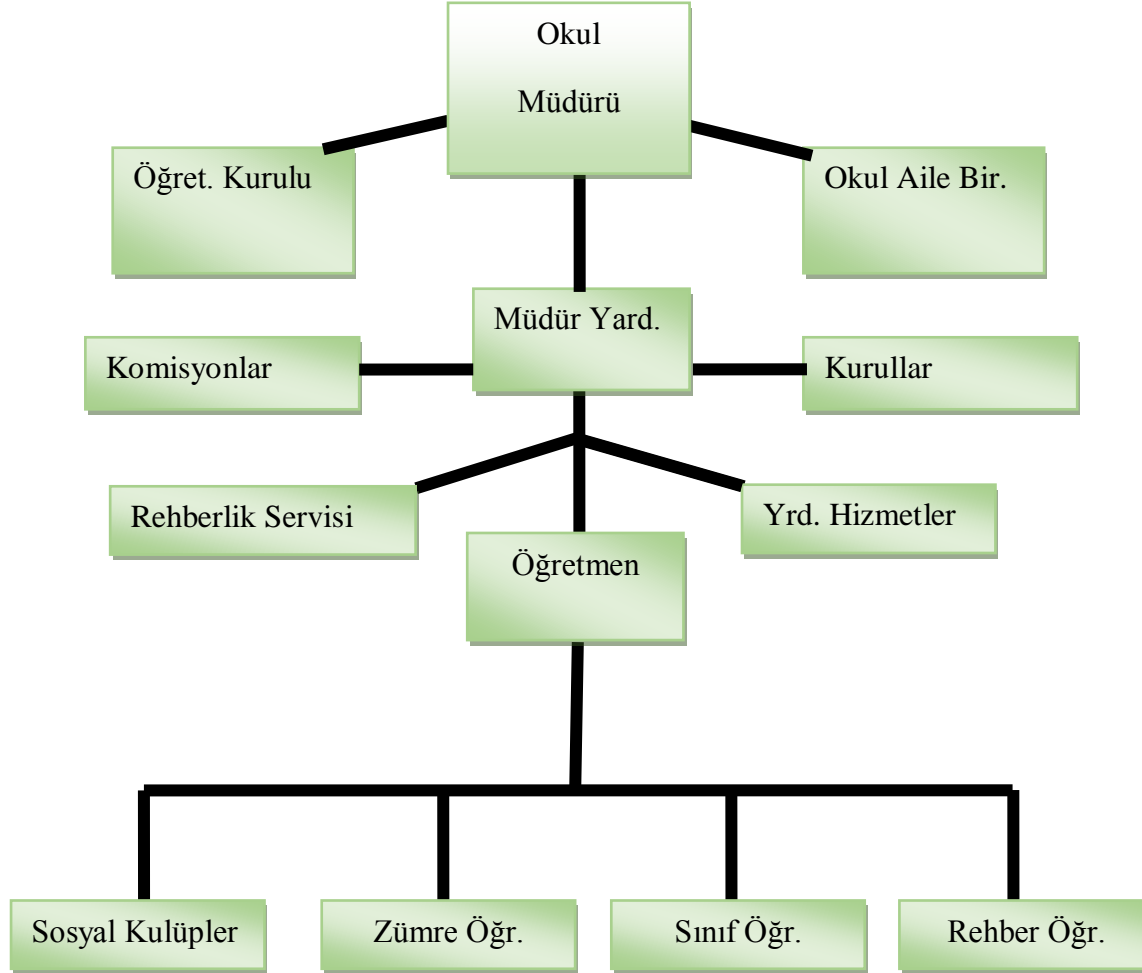 Okul
Müdürü
Öğret. Kurulu
Okul Aile Bir.
Müdür Yard.
Komisyonlar
Kurullar
Rehberlik Servisi
Yrd. Hizmetler
Öğretmen
Sosyal Kulüpler
Zümre Öğr.
Sınıf Öğr.
Rehber Öğr.